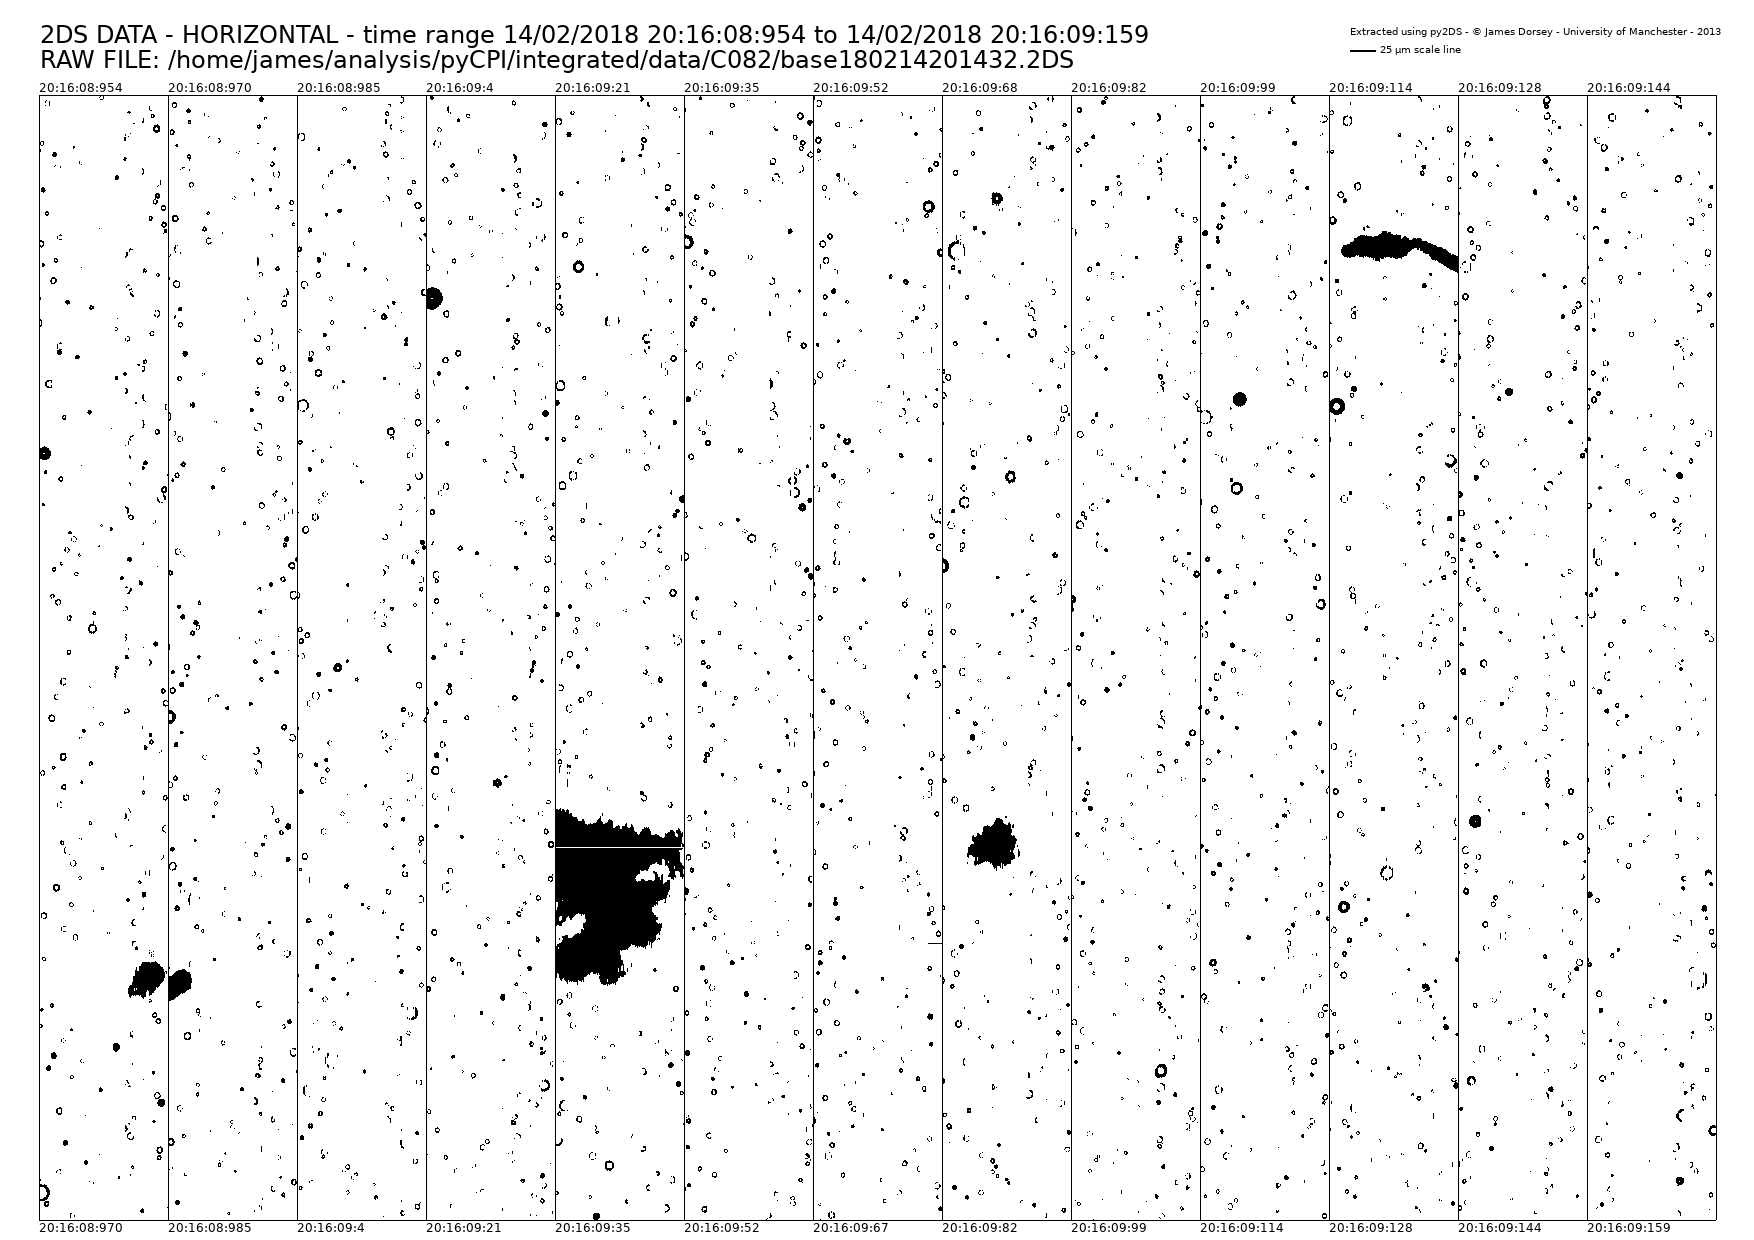 2DS DATA - HORIZONTAL - time range 14/02/2018 20:16:08:954 to 14/02/2018 20:16:09:159
RAW FILE: /home/james/analysis/pyCPI/integrated/data/C082/base180214201432.2DS
Extracted using py2DS - © James Dorsey - University of Manchester - 2013
25 µm scale line
20:16:08:954 20:16:08:970 20:16:08:985 20:16:09:4 20:16:09:21 20:16:09:35 20:16:09:52 20:16:09:68 20:16:09:82 20:16:09:99 20:16:09:114 20:16:09:128 20:16:09:144
20:16:08:970 20:16:08:985 20:16:09:4 20:16:09:21 20:16:09:35 20:16:09:52 20:16:09:67 20:16:09:82 20:16:09:99 20:16:09:114 20:16:09:128 20:16:09:144 20:16:09:159